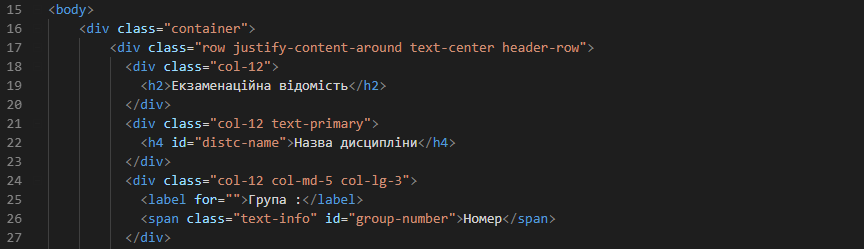 15 <body>
16 <div class="container">
17 <div class="row justify-content-around text-center header-row">
18 <div class="col-12">
19 <h2>Екзаменаційна відомість</h2>
20 </div>
21 <div class="col-12 text-primary">
22 <h4 id="distc-name">Назва дисципліни</h4>
23 </div>
24 <div class="col-12 col-md-5 col-lg-3">
25 <label for="">Група :</label>
26 <span class="text-info" id="group-number">Номер</span>
27 </div>